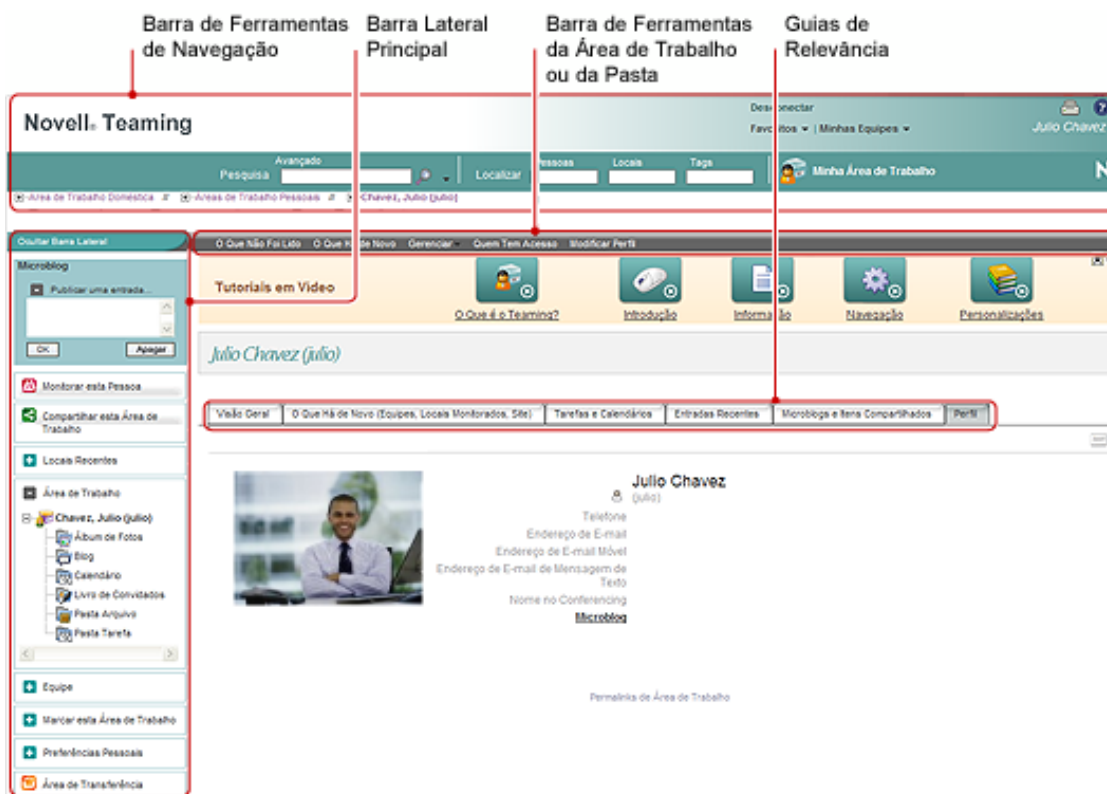 Barra de Ferramentas de Navegação
Barra Lateral Principal
Barra de Ferramentas da Área de Trabalho ou da Pasta
Guias de Relevância
Novell® Teaming
Desconectar
Favoritos | Minhas Equipes
Julio Chavez
Avançado
Pesquisa
Localizar
Pessoas
Locais
Tags
Minha Área de Trabalho
N
Área de Trabalho Doméstica // Áreas de Trabalho Pessoais // Chavez, Julio (julio)
Ocultar Barra Lateral
O Que Não Foi Lido O Que Há de Novo Gerenciar Quem Tem Acesso Modificar Perfil
Microblog
Publicar uma entrada...
OK
Apagar
Tutoriais em Vídeo
O Que é o Teaming?
Introdução
Informação
Navegação
Personalizações
Julio Chavez (julio)
Monitorar esta Pessoa
Compartilhar esta Área de Trabalho
Locais Recentes
Área de Trabalho
Chavez, Julio (julio)
Álbum de Fotos
Blog
Calendário
Livro de Convidados
Pasta Arquivo
Pasta Tarefa
Equipe
Marcar esta Área de Trabalho
Preferências Pessoais
Área de Transferência
Visão Geral
O Que Há de Novo (Equipes, Locais Monitorados, Site)
Tarefas e Calendários
Entradas Recentes
Microblogs e Itens Compartilhados
Perfil
Julio Chavez
(julio)
Telefone
Endereço de E-mail
Endereço de E-mail Móvel
Endereço de E-mail de Mensagem de Texto
Nome no Conferencing
Microblog
Permalinks de Área de Trabalho